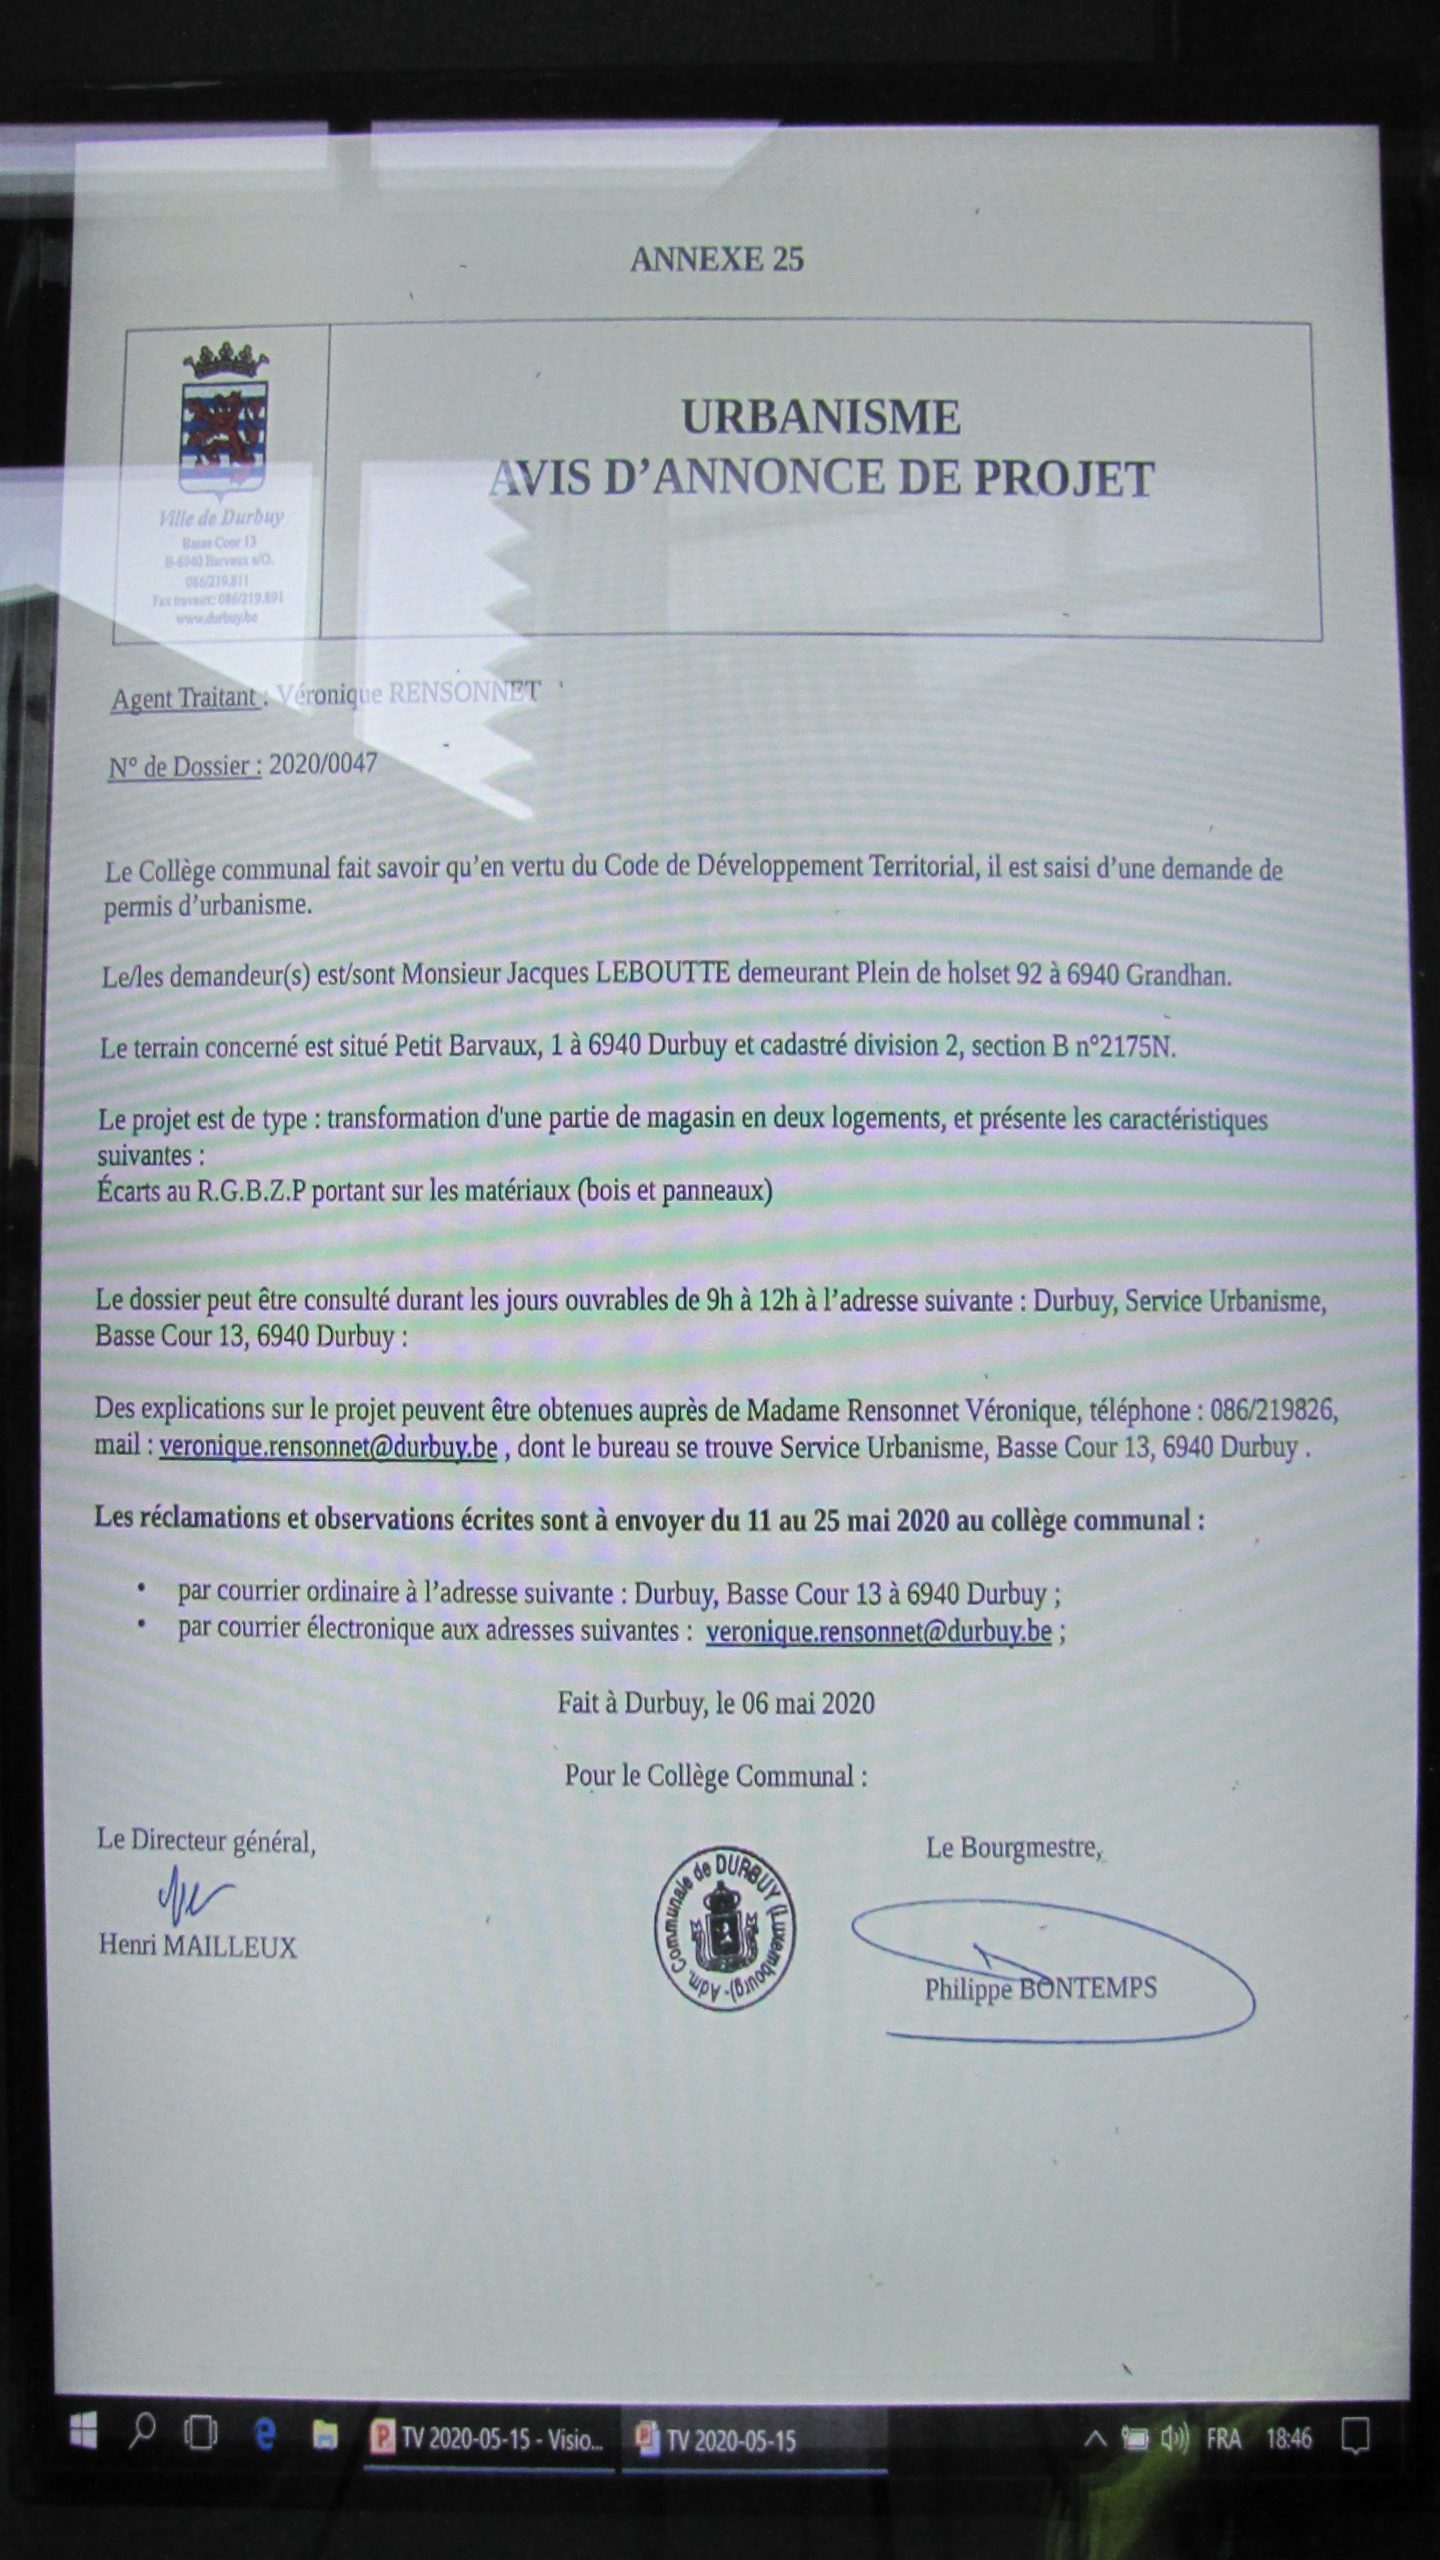 ANNEXE 25
URBANISME
AVIS D'ANNONCE DE PROJET
Ville de Durbuy
Basse Cour 13
B-6940 Barvaux s/O.
086/219.811
Fax travaux: 086/219.891
www.durbuy.be
Agent Traitant : Véronique RENSONNET
N° de Dossier : 2020/0047
Le Collège communal fait savoir qu'en vertu du Code de Développement Territorial, il est saisi d'une demande de
permis d'urbanisme.
Le/les demandeur(s) est/sont Monsieur Jacques LEBOUTTE demeurant Plein de holset 92 à 6940 Grandhan.
Le terrain concerné est situé Petit Barvaux, 1 à 6940 Durbuy et cadastré division 2, section B n°2175N.
Le projet est de type : transformation d'une partie de magasin en deux logements, et présente les caractéristiques
suivantes :
Écarts au R.G.B.Z.P portant sur les matériaux (bois et panneaux)
Le dossier peut être consulté durant les jours ouvrables de 9h à 12h à l'adresse suivante : Durbuy, Service Urbanisme,
Basse Cour 13, 6940 Durbuy :
Des explications sur le projet peuvent être obtenues auprès de Madame Rensonnet Véronique, téléphone : 086/219826,
mail : veronique.rensonnet@durbuy.be , dont le bureau se trouve Service Urbanisme, Basse Cour 13, 6940 Durbuy .
Les réclamations et observations écrites sont à envoyer du 11 au 25 mai 2020 au collège communal :
• par courrier ordinaire à l'adresse suivante : Durbuy, Basse Cour 13 à 6940 Durbuy ;
• par courrier électronique aux adresses suivantes : veronique.rensonnet@durbuy.be ;
Fait à Durbuy, le 06 mai 2020
Pour le Collège Communal :
Le Directeur général,
Henri MAILLEUX
Adm. Communale de DURBUY (Luxembourg)-
Le Bourgmestre,
Philippe BONTEMPS
TV 2020-05-15 - Visio...
TV 2020-05-15
FRA
18:46